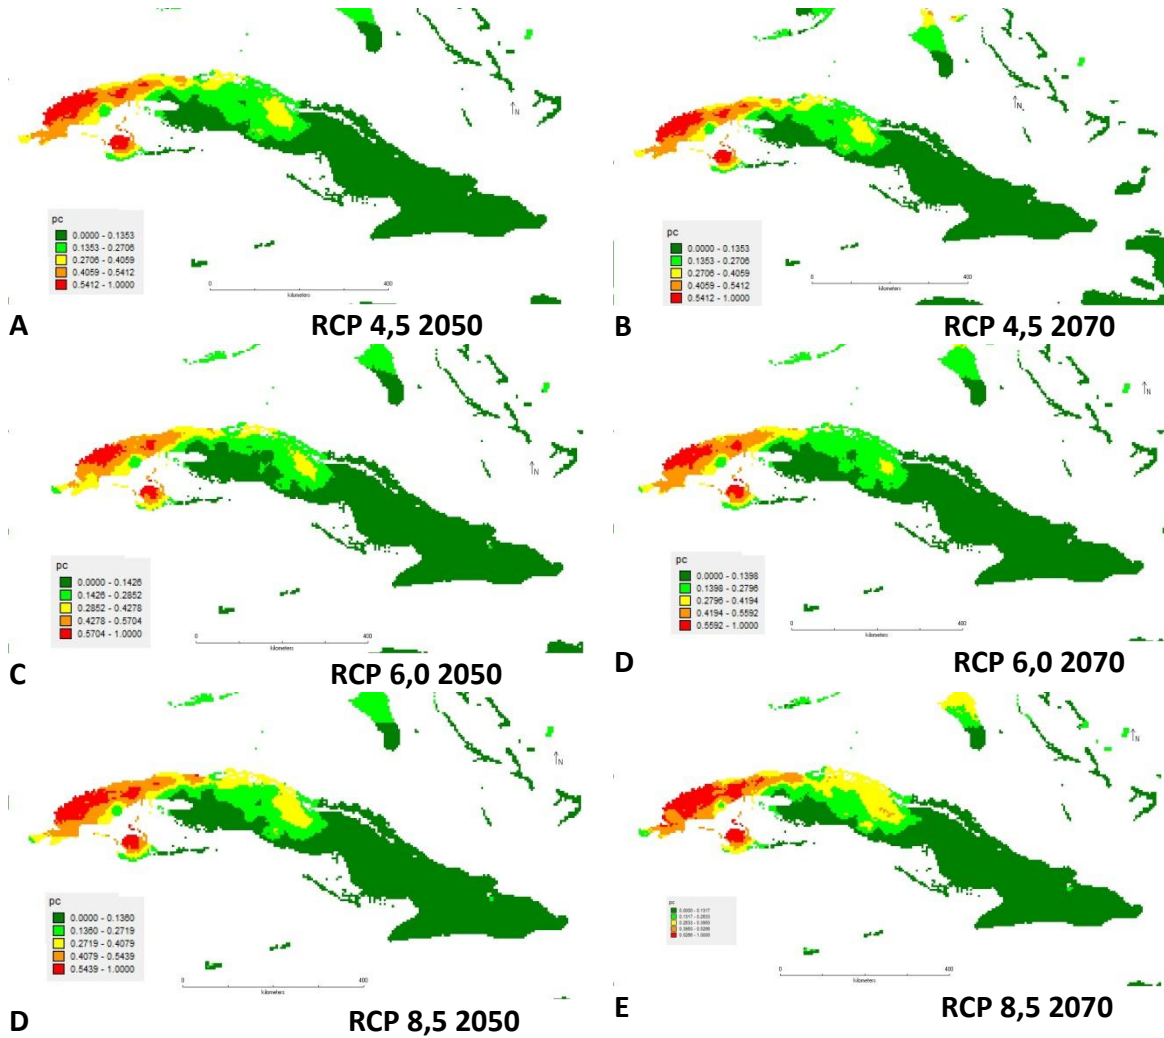 N
pc
0.0000 - 0.1353
0.1353 - 0.2706
0.2706 - 0.4059
0.4059 - 0.5412
0.5412 - 1.0000
0 400
kilometers
A RCP 4,5 2050
N
pc
0.0000 - 0.1353
0.1353 - 0.2706
0.2706 - 0.4059
0.4059 - 0.5412
0.5412 - 1.0000
0 400
kilometers
B RCP 4,5 2070
N
pc
0.0000 - 0.1426
0.1426 - 0.2852
0.2852 - 0.4278
0.4278 - 0.5704
0.5704 - 1.0000
0 400
kilometers
C RCP 6,0 2050
N
pc
0.0000 - 0.1398
0.1398 - 0.2796
0.2796 - 0.4194
0.4194 - 0.5592
0.5592 - 1.0000
0 400
kilometers
D RCP 6,0 2070
N
pc
0.0000 - 0.1360
0.1360 - 0.2719
0.2719 - 0.4079
0.4079 - 0.5439
0.5439 - 1.0000
0 400
kilometers
D RCP 8,5 2050
N
pc
0 400
kilometers
E RCP 8,5 2070